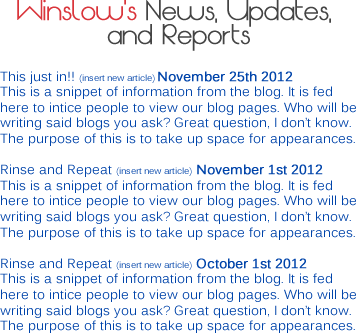 Winslow's News, Updates,
and Reports
This just in!! (insert new article) November 25th 2012
This is a snippet of information from the blog. It is fed
here to intice people to view our blog pages. Who will be
writing said blogs you ask? Great question, I don't know.
The purpose of this is to take up space for appearances.
Rinse and Repeat (insert new article) November 1st 2012
This is a snippet of information from the blog. It is fed
here to intice people to view our blog pages. Who will be
writing said blogs you ask? Great question, I don't know.
The purpose of this is to take up space for appearances.
Rinse and Repeat (insert new article) October 1st 2012
This is a snippet of information from the blog. It is fed
here to intice people to view our blog pages. Who will be
writing said blogs you ask? Great question, I don't know.
The purpose of this is to take up space for appearances.